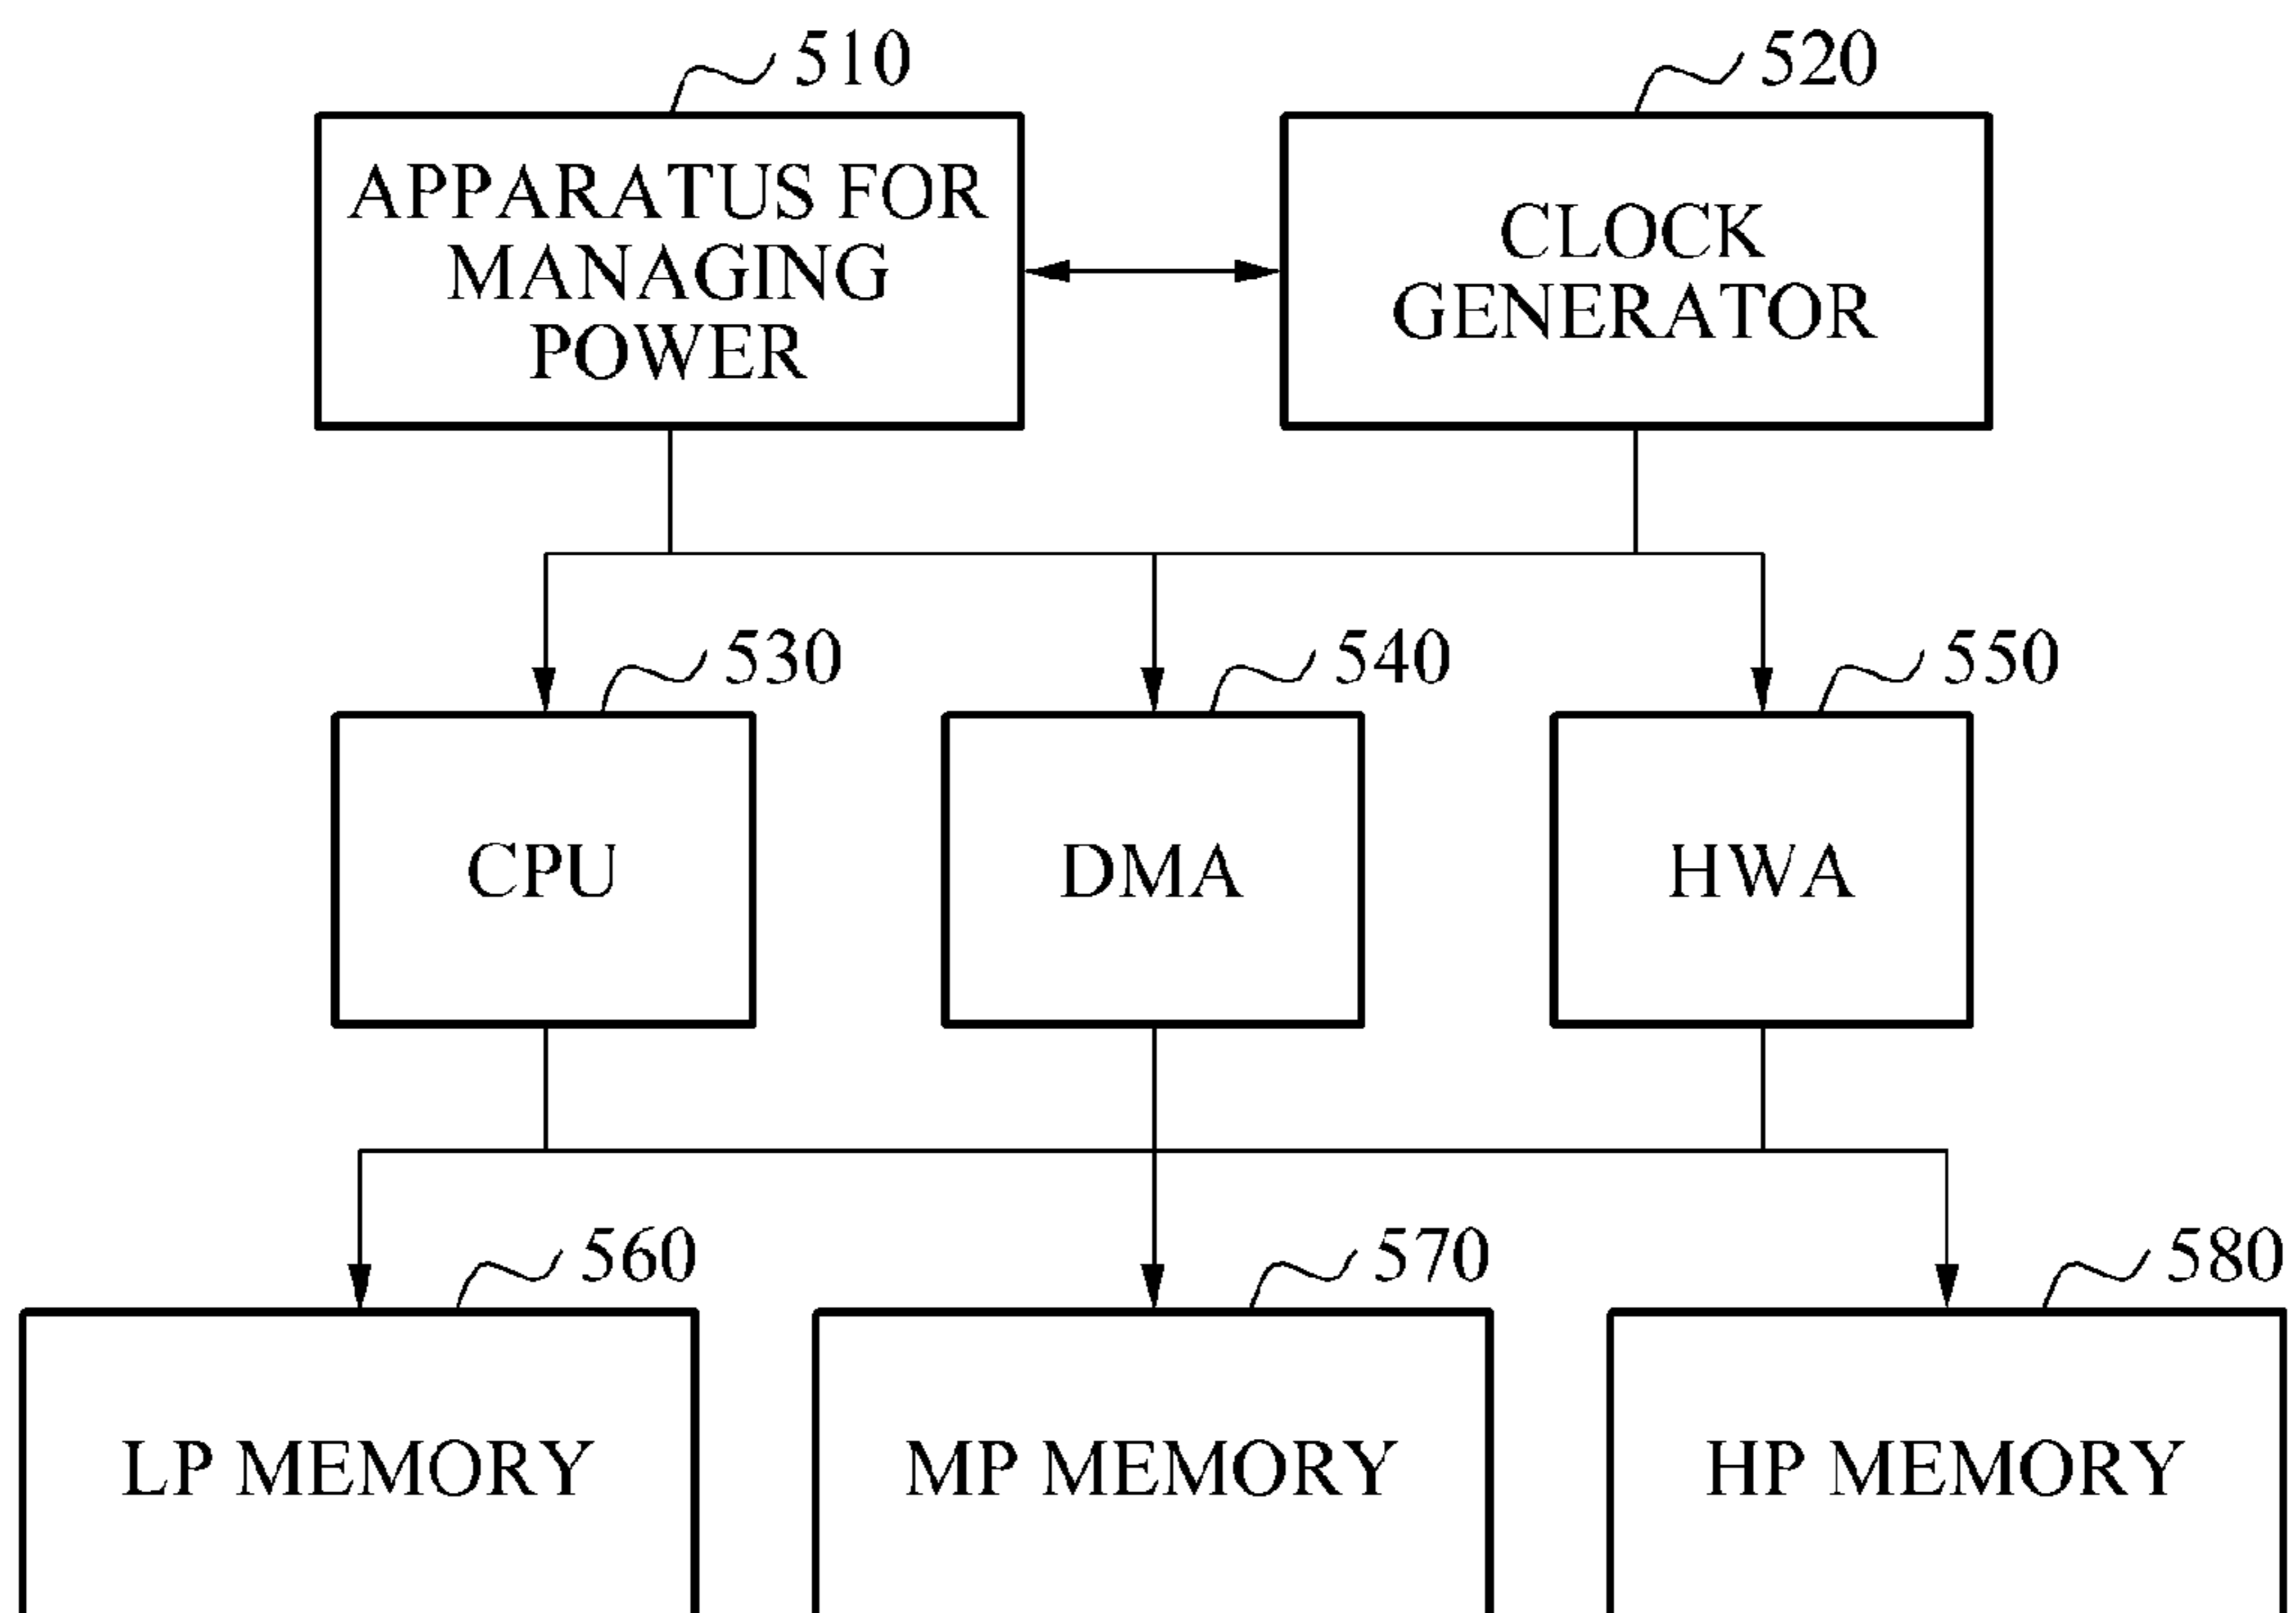 510
520
APPARATUS FOR
MANAGING
POWER
CLOCK
GENERATOR
530
540
550
CPU
DMA
HWA
560
570
580
LP MEMORY
MP MEMORY
HP MEMORY